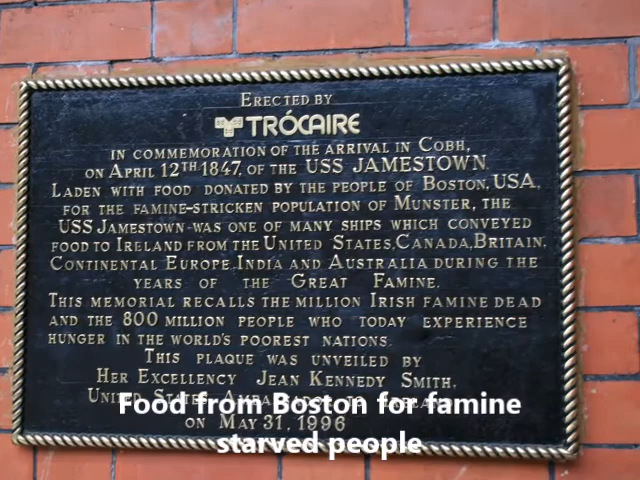 ERECTED BY
TRÓCAIRE
IN COMMEMORATION OF THE ARRIVAL IN COBH,
ON APRIL 12TH 1847, OF THE USS JAMESTOWN.
LADEN WITH FOOD DONATED BY THE PEOPLE OF BOSTON, USA,
FOR THE FAMINE-STRICKEN POPULATION OF MUNSTER, THE
USS JAMESTOWN WAS ONE OF MANY SHIPS WHICH CONVEYED
FOOD TO IRELAND FROM THE UNITED STATES, CANADA, BRITAIN,
CONTINENTAL EUROPE, INDIA AND AUSTRALIA DURING THE
YEARS OF THE GREAT FAMINE.
THIS MEMORIAL RECALLS THE MILLION IRISH FAMINE DEAD
AND THE 800 MILLION PEOPLE WHO TODAY EXPERIENCE
HUNGER IN THE WORLD'S POOREST NATIONS.
THIS PLAQUE WAS UNVEILED BY
HER EXCELLENCY JEAN KENNEDY SMITH,
UNITED STATES AMBASSADOR TO IRELAND
ON MAY 31, 1996
Food from Boston for famine
starved people